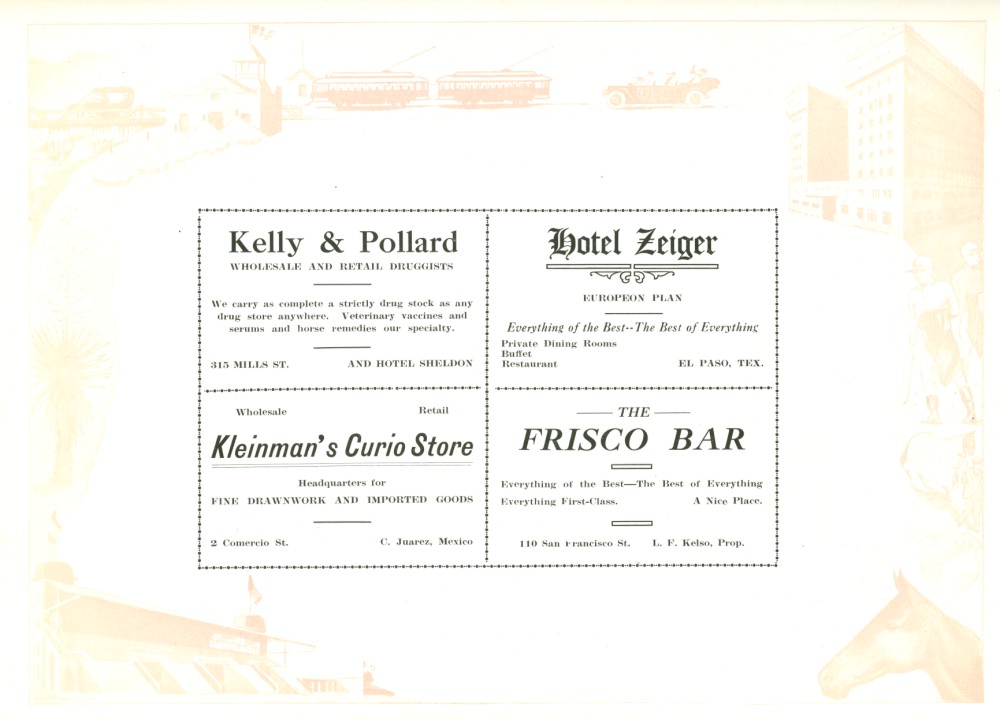 Kelly & Pollard
WHOLESALE AND RETAIL DRUGGISTS
We carry as complete a strictly drug stock as any
drug store anywhere. Veterinary vaccines and
serums and horse remedies our specialty.
315 MILLS ST. AND HOTEL SHELDON
Hotel Zeiger
EUROPEON PLAN
Everything of the Best--The Best of Everything
Private Dining Rooms
Buffet
Restaurant EL PASO, TEX.
Wholesale Retail
Kleinman's Curio Store
Headquarters for
FINE DRAWNWORK AND IMPORTED GOODS
2 Comercio St. C. Juarez, Mexico
THE
FRISCO BAR
Everything of the Best—The Best of Everything
Everything First-Class. A Nice Place.
110 San Francisco St. L. F. Kelso, Prop.